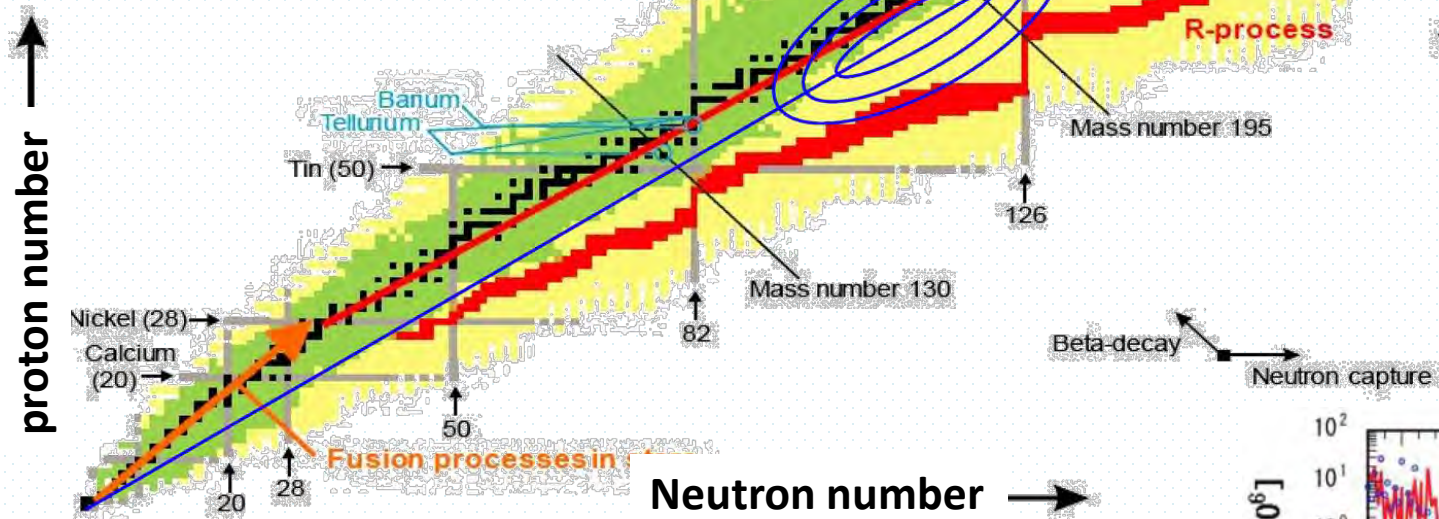 R-process
Barium
Tellurium
Mass number 195
Tin (50)
126
Mass number 130
Nickel (28)
82
Beta-decay
Calcium
(20)
Neutron capture
50
Fusion processes in
28
20
proton number
Neutron number
10²
10¹